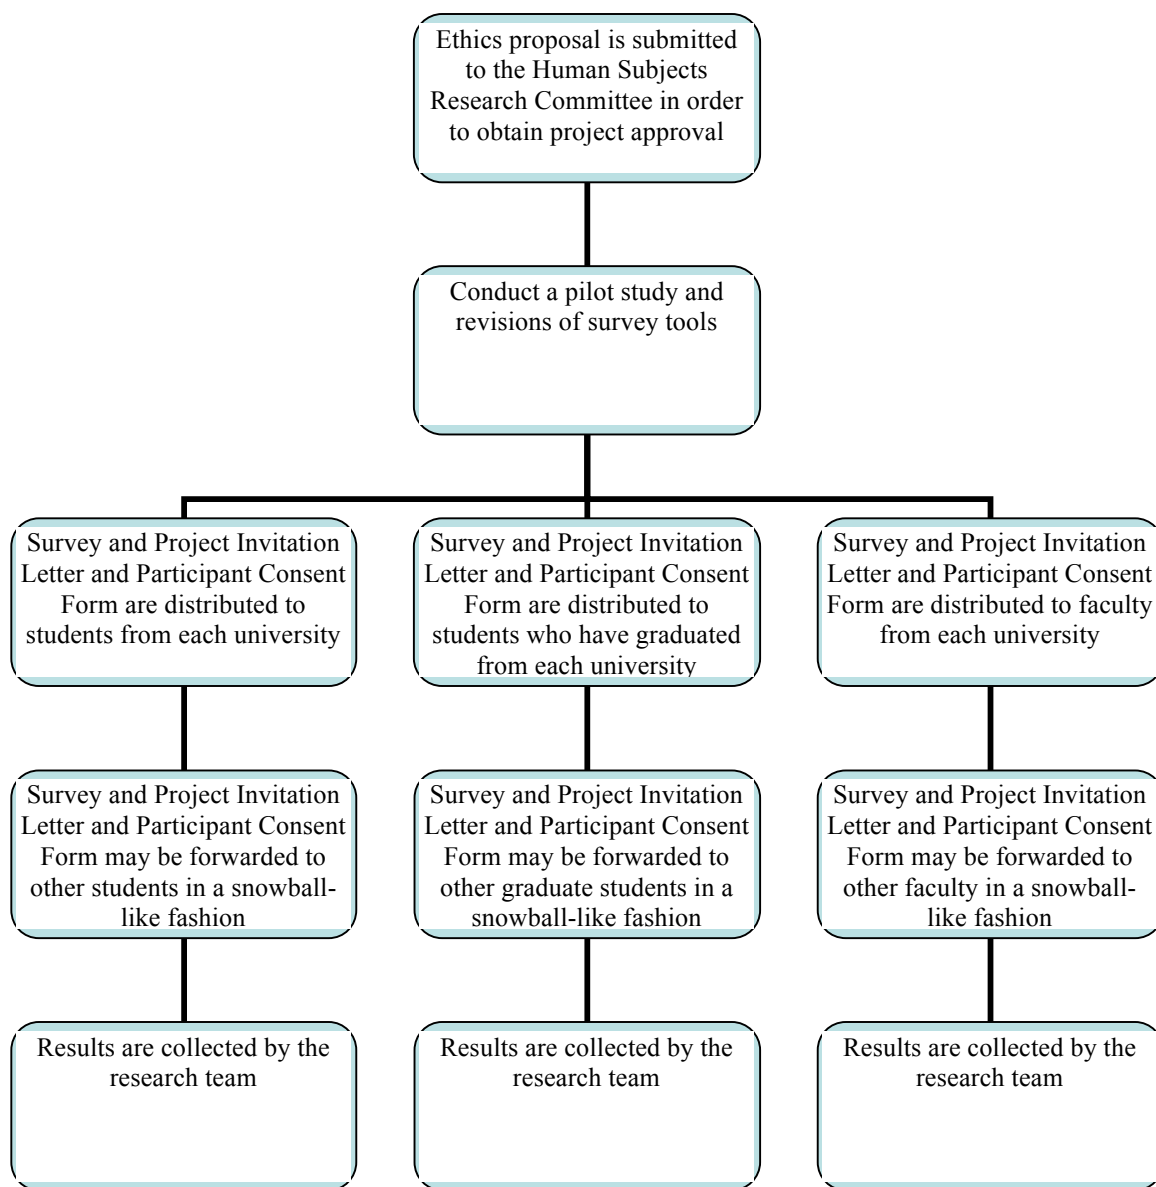 Ethics proposal is submitted
to the Human Subjects
Research Committee in order
to obtain project approval
Conduct a pilot study and
revisions of survey tools
Survey and Project Invitation
Letter and Participant Consent
Form are distributed to
students from each university
Survey and Project Invitation
Letter and Participant Consent
Form are distributed to
students who have graduated
from each university
Survey and Project Invitation
Letter and Participant Consent
Form are distributed to faculty
from each university
Survey and Project Invitation
Letter and Participant Consent
Form may be forwarded to
other students in a snowball-
like fashion
Survey and Project Invitation
Letter and Participant Consent
Form may be forwarded to
other graduate students in a
snowball-like fashion
Survey and Project Invitation
Letter and Participant Consent
Form may be forwarded to
other faculty in a snowball-
like fashion
Results are collected by the
research team
Results are collected by the
research team
Results are collected by the
research team